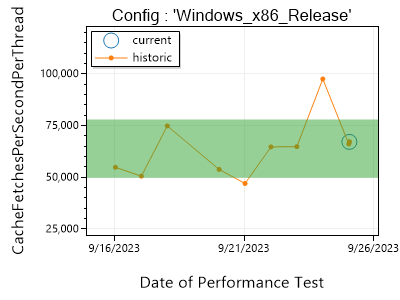 Config : 'Windows_x86_Release'
current
historic
CacheFetchesPerSecondPerThread
100,000
75,000
50,000
25,000
9/16/2023
9/21/2023
9/26/2023
Date of Performance Test